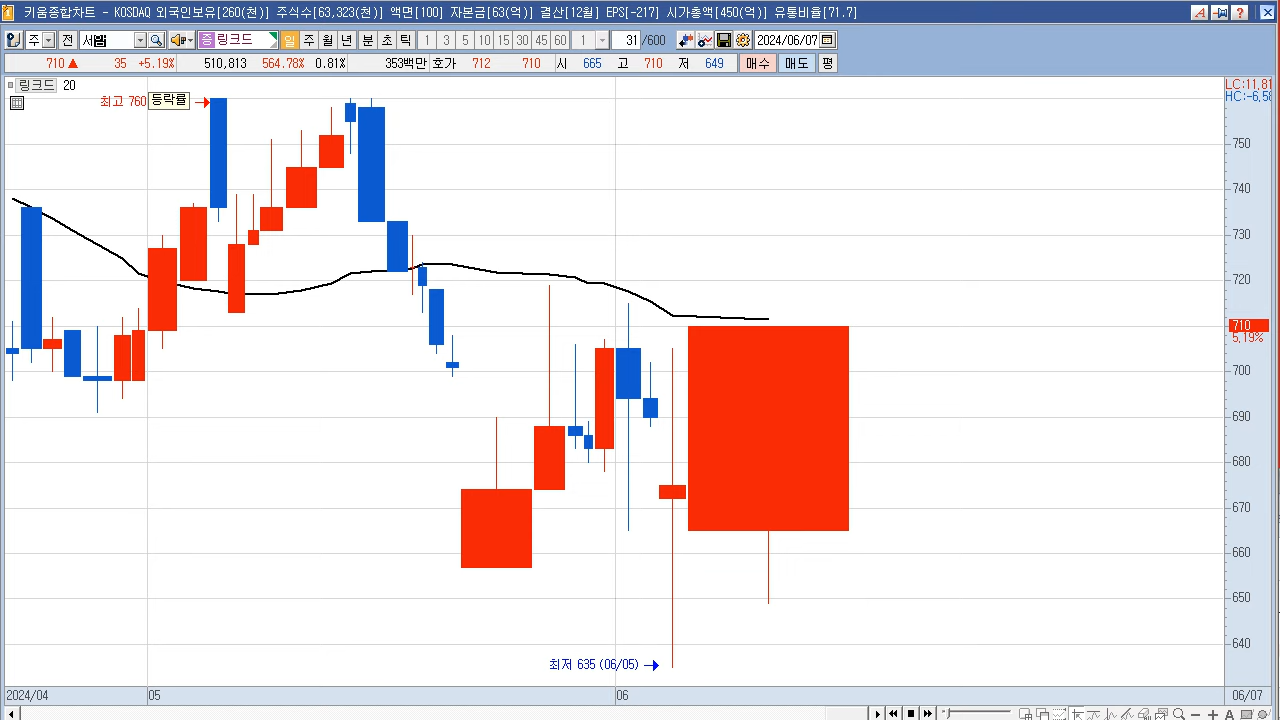 키움종합차트 - KOSDAQ 외국인보유[260(천)] 주식수[63,323(천)] 액면[100] 자본금[63(억)] 결산[12월] EPS[-217] 시가총액[450(억)] 유통비율[71.7]
주 전 증 링크드 일 주 월 년 분 초 틱 1 3 5 10 15 30 45 60 1 31 /600 2024/06/07
710▲ 35 +5.19% 510,813 564.78% 0.81% 353백만 호가 712 710 시 665 고 710 저 649 매수 매도 평
링크드 20
최고 760 등락률
LC:11,81
HC:-6,58
750
740
730
720
710
5,19%
700
690
680
670
660
650
640
최저 635 (06/05)
2024/04 05 06 06/07